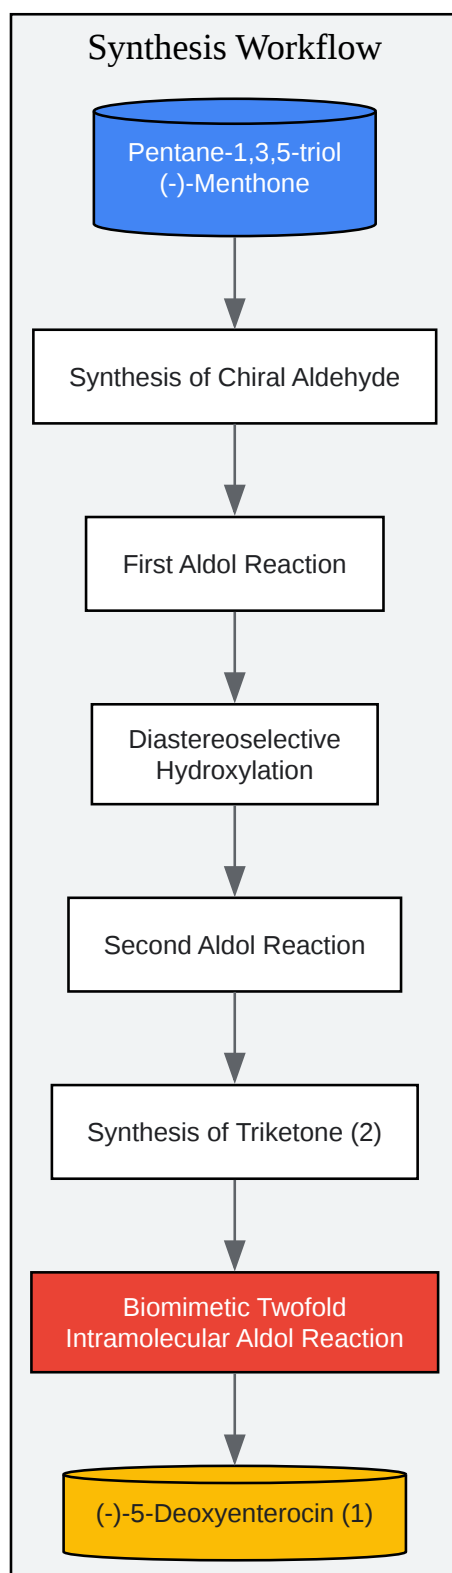 Synthesis Workflow
Pentane-1,3,5-triol
(-)-Menthone
Synthesis of Chiral Aldehyde
First Aldol Reaction
Diastereoselective
Hydroxylation
Second Aldol Reaction
Synthesis of Triketone (2)
Biomimetic Twofold
Intramolecular Aldol Reaction
(-)-5-Deoxyenterocin (1)